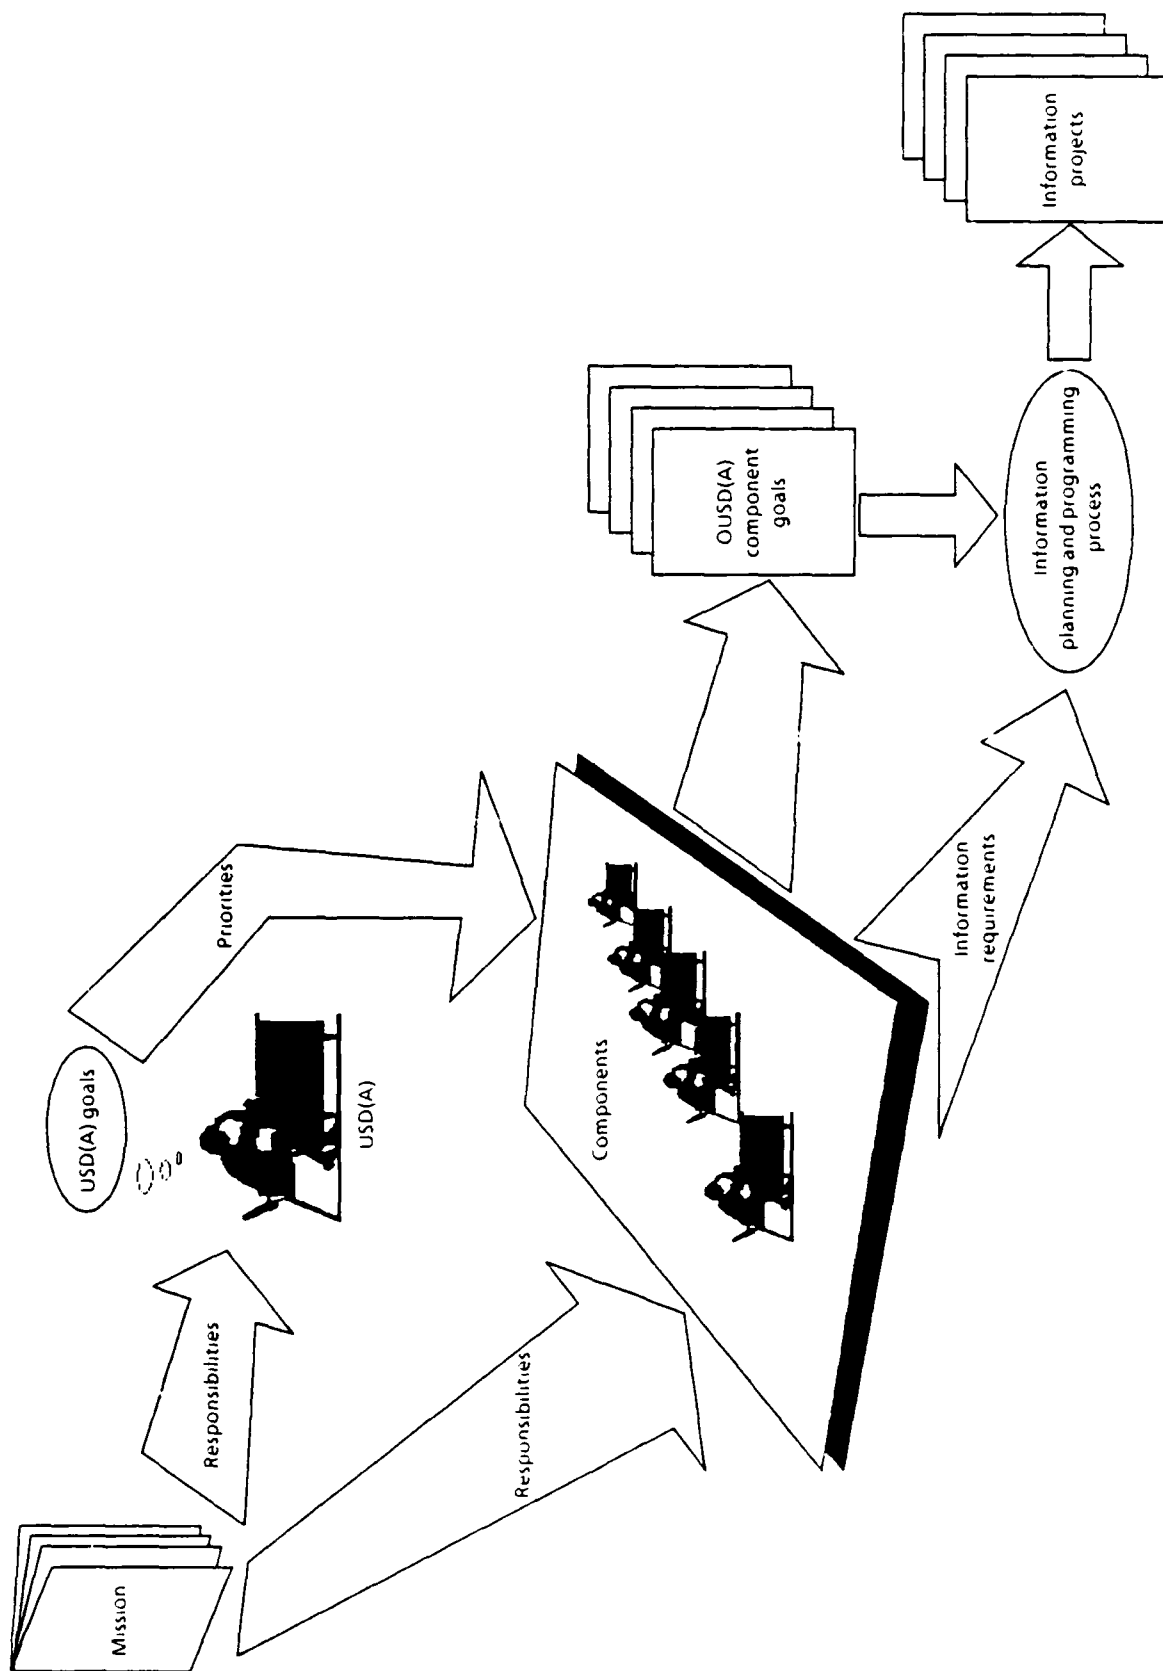 Mission
Responsibilities
Responsibilities
USD(A) goals
USD(A)
Priorities
Components
Information
requirements
OUSD(A)
component
goals
Information
planning and programming
process
Information
projects